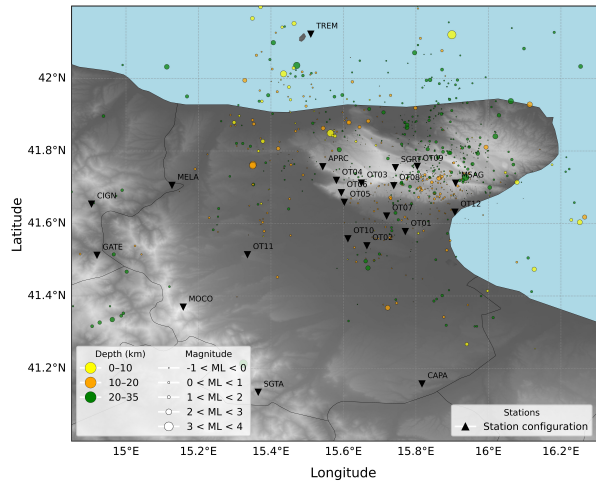 TREM
42°N
41.8°N
41.6°N
41.4°N
41.2°N
Latitude
APRC
SGRT
OT09
OT04
OT03
OT08
MSAG
MELA
OT06
OT05
CIGN
OT12
OT07
OT01
OT10
OT02
GATE
OT11
MOCO
CAPA
SGTA
Depth (km)
0–10
10–20
20–35
Magnitude
-1 < ML < 0
0 < ML < 1
1 < ML < 2
2 < ML < 3
3 < ML < 4
Stations
Station configuration
15°E
15.2°E
15.4°E
15.6°E
15.8°E
16°E
16.2°E
Longitude